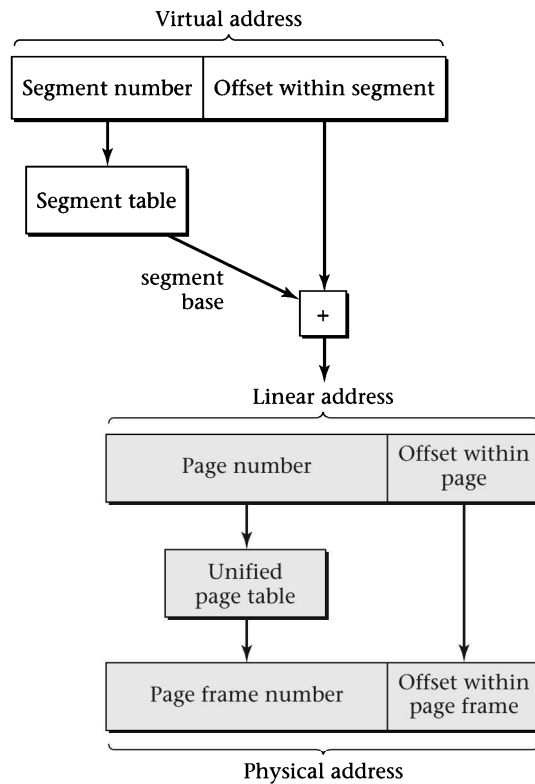 Virtual address
Segment number
Offset within segment
Segment table
segment
base
+
Linear address
Page number
Offset within
page
Unified
page table
Page frame number
Offset within
page frame
Physical address